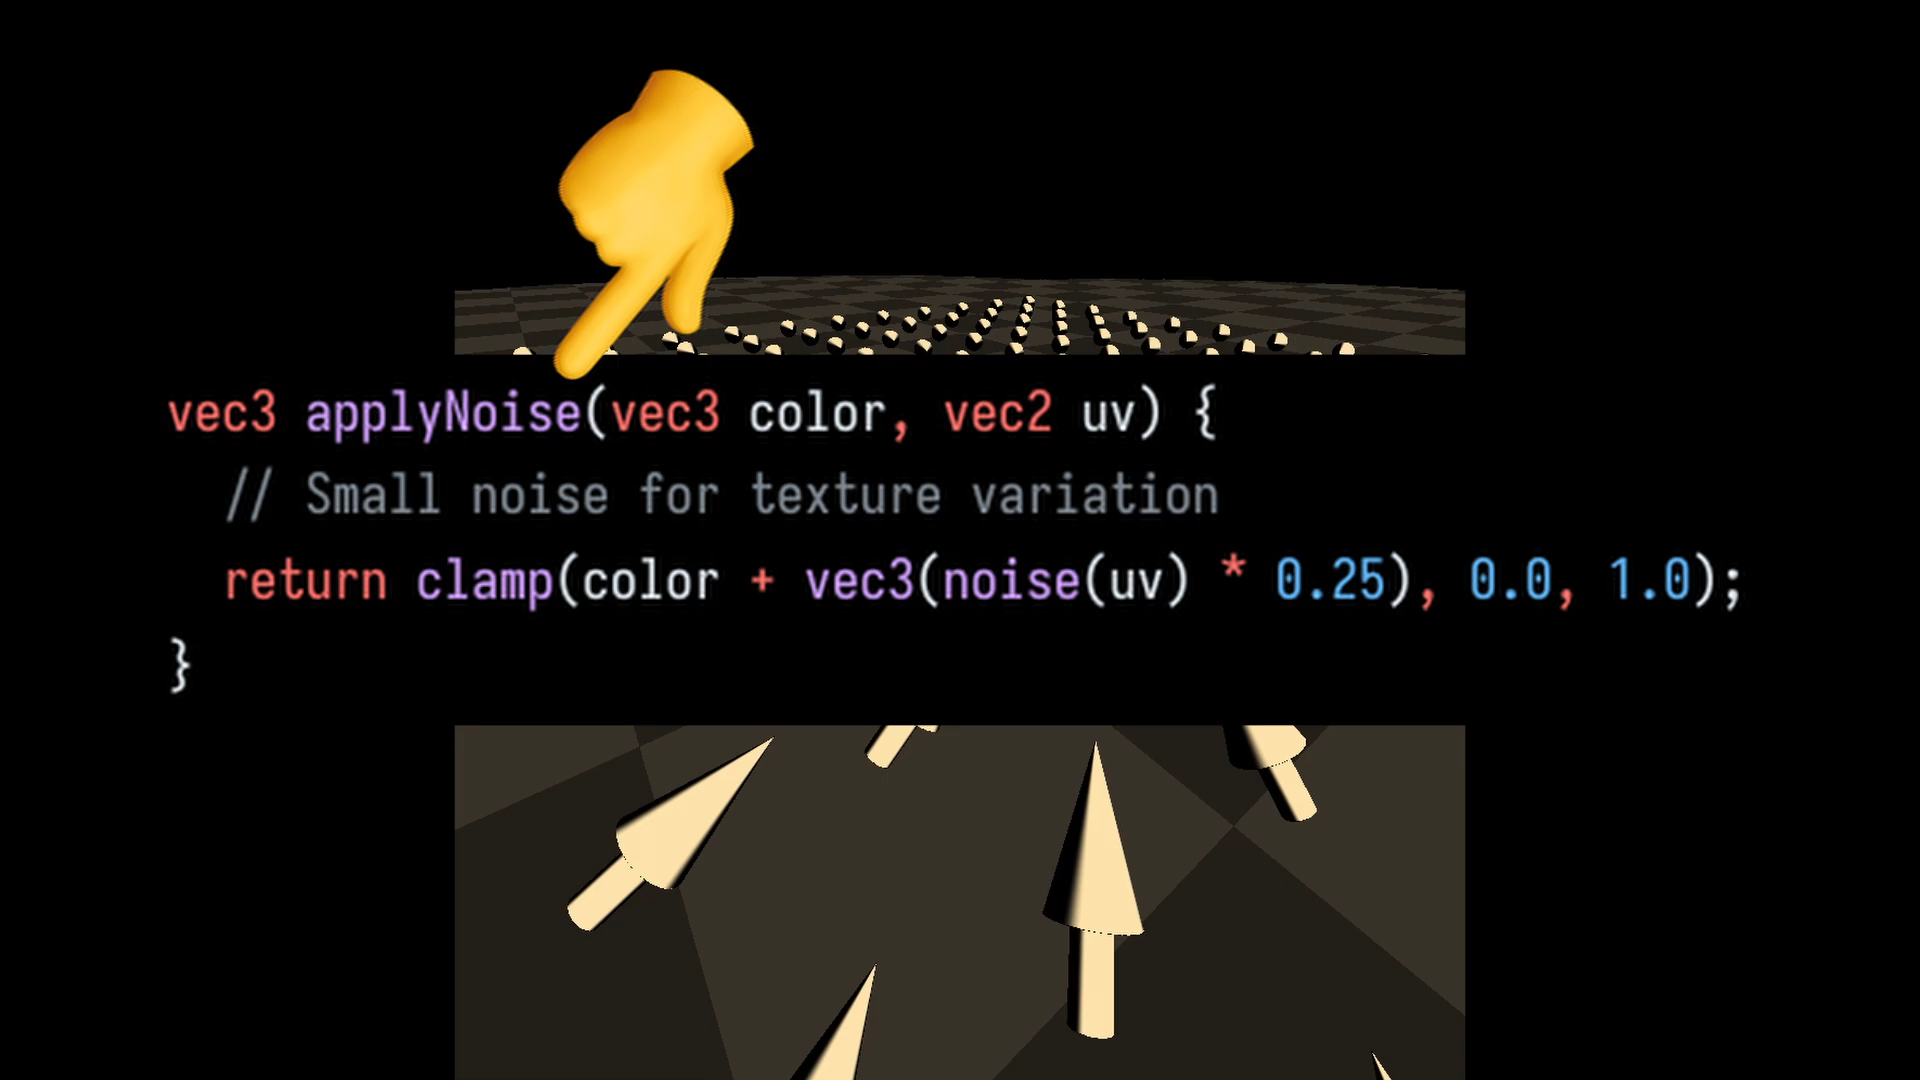 vec3 applyNoise(vec3 color, vec2 uv) {
// Small noise for texture variation
return clamp(color + vec3(noise(uv) * 0.25), 0.0, 1.0);
}